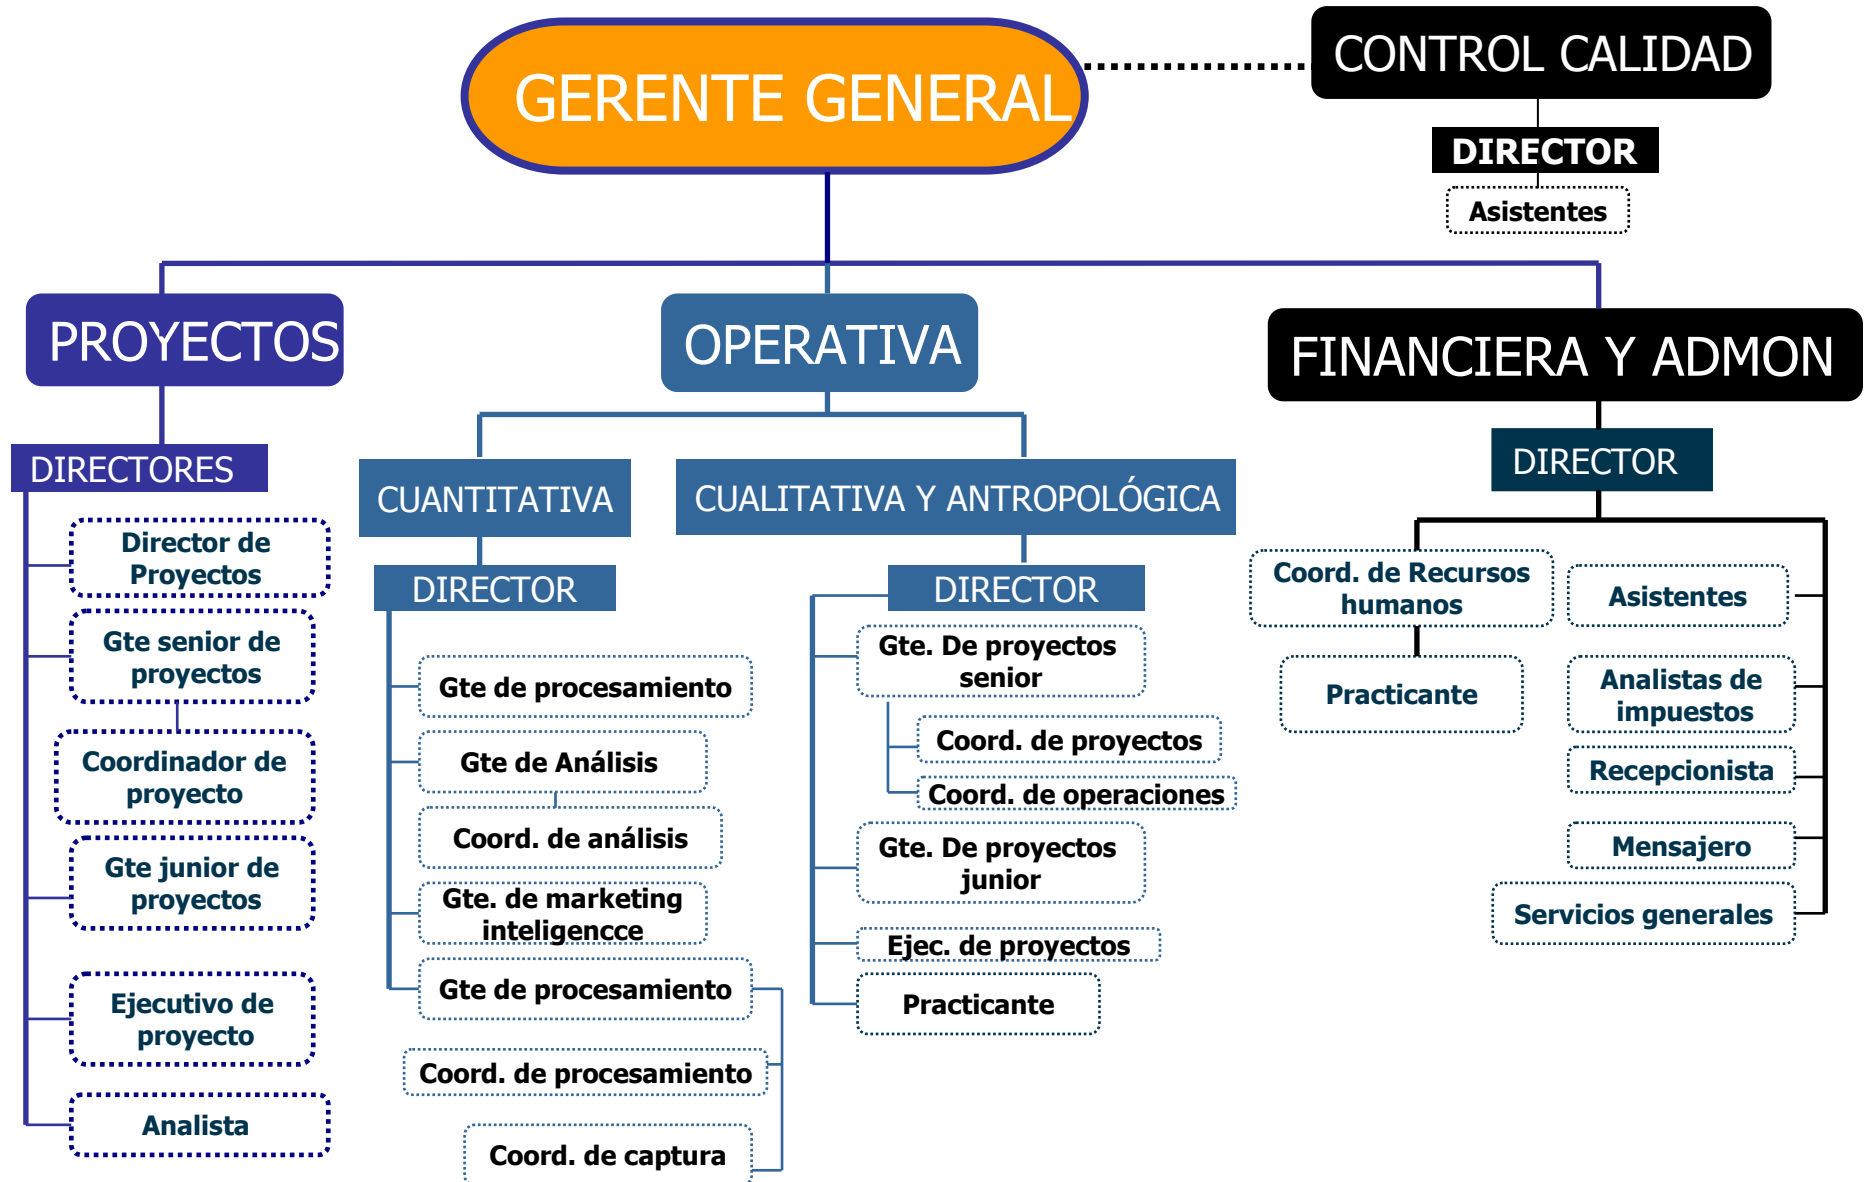 GERENTE GENERAL
CONTROL CALIDAD
DIRECTOR
Asistentes
PROYECTOS
DIRECTORES
Director de
Proyectos
Gte senior de
proyectos
Coordinador de
proyecto
Gte junior de
proyectos
Ejecutivo de
proyecto
Analista
OPERATIVA
CUANTITATIVA
DIRECTOR
Gte de procesamiento
Gte de Análisis
Coord. de análisis
Gte. de marketing
inteligencce
Gte de procesamiento
Coord. de procesamiento
Coord. de captura
CUALITATIVA Y ANTROPOLÓGICA
DIRECTOR
Gte. De proyectos
senior
Coord. de proyectos
Coord. de operaciones
Gte. De proyectos
junior
Ejec. de proyectos
Practicante
FINANCIERA Y ADMON
DIRECTOR
Coord. de Recursos
humanos
Practicante
Asistentes
Analistas de
impuestos
Recepcionista
Mensajero
Servicios generales